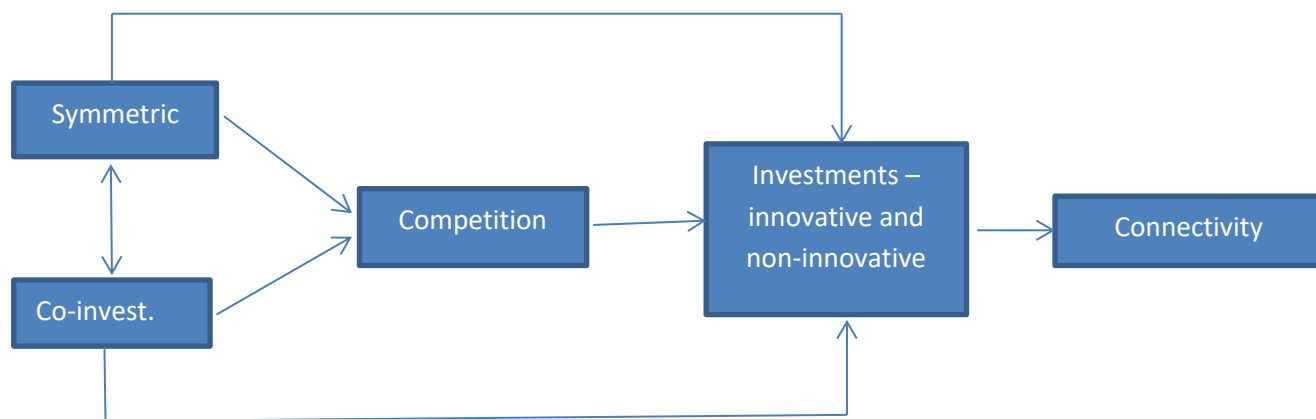 Symmetric
Co-invest.
Competition
Investments –
innovative and
non-innovative
Connectivity